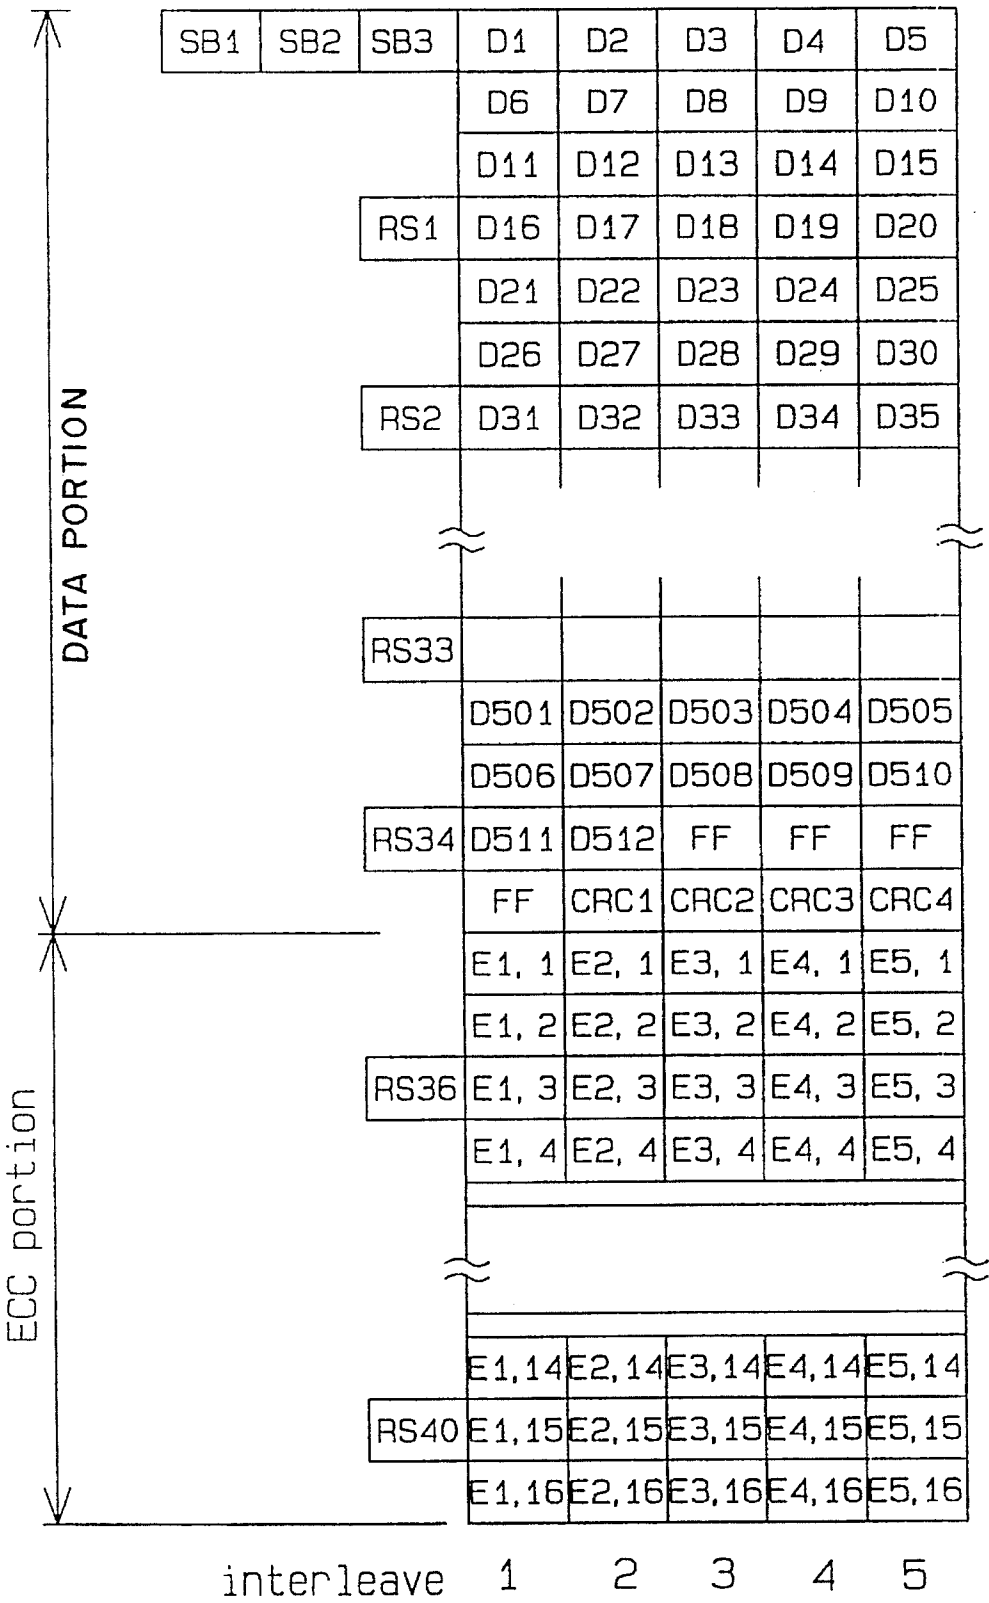 SB1 SB2 SB3 D1 D2 D3 D4 D5
D6 D7 D8 D9 D10
D11 D12 D13 D14 D15
RS1 D16 D17 D18 D19 D20
D21 D22 D23 D24 D25
D26 D27 D28 D29 D30
RS2 D31 D32 D33 D34 D35
DATA PORTION
RS33
D501 D502 D503 D504 D505
D506 D507 D508 D509 D510
RS34 D511 D512 FF FF FF
FF CRC1 CRC2 CRC3 CRC4
E1, 1 E2, 1 E3, 1 E4, 1 E5, 1
E1, 2 E2, 2 E3, 2 E4, 2 E5, 2
RS36 E1, 3 E2, 3 E3, 3 E4, 3 E5, 3
E1, 4 E2, 4 E3, 4 E4, 4 E5, 4
ECC portion
E1,14 E2,14 E3,14 E4,14 E5,14
RS40 E1,15 E2,15 E3,15 E4,15 E5,15
E1,16 E2,16 E3,16 E4,16 E5,16
interleave 1 2 3 4 5